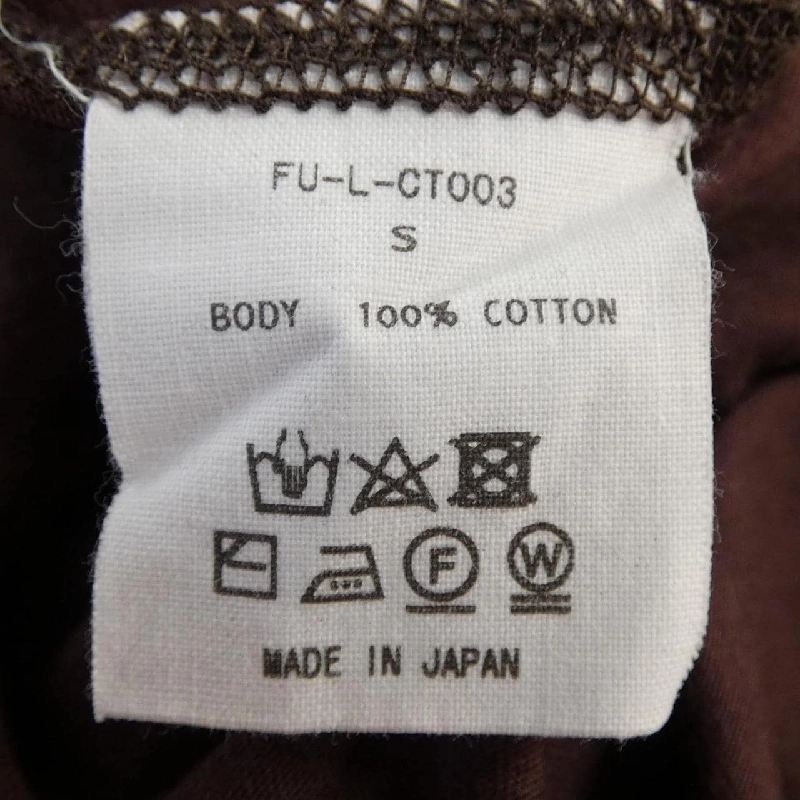 FU-L-CT003
S
BODY 100% COTTON
F W
MADE IN JAPAN